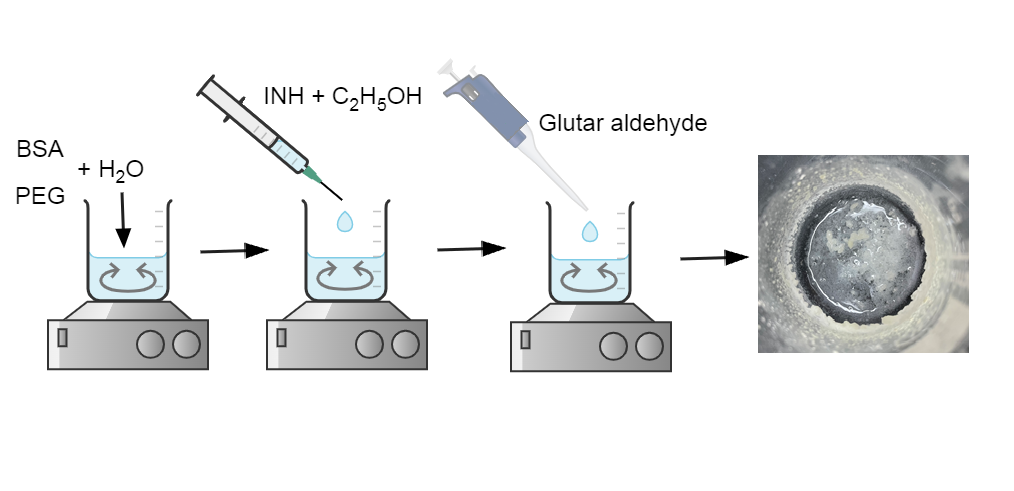 BSA
+ H₂O
PEG
INH + C₂H₅OH
Glutar aldehyde